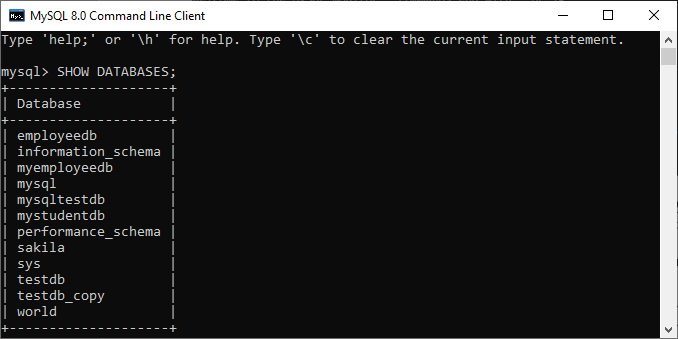 MySQL 8.0 Command Line Client
Type 'help;' or '\h' for help. Type '\c' to clear the current input statement.
mysql> SHOW DATABASES;
+--------------------+
| Database           |
+--------------------+
| employeedb         |
| information_schema |
| myemployeedb       |
| mysql              |
| mysqltestdb        |
| mystudentdb        |
| performance_schema |
| sakila             |
| sys                |
| testdb             |
| testdb_copy        |
| world              |
+--------------------+